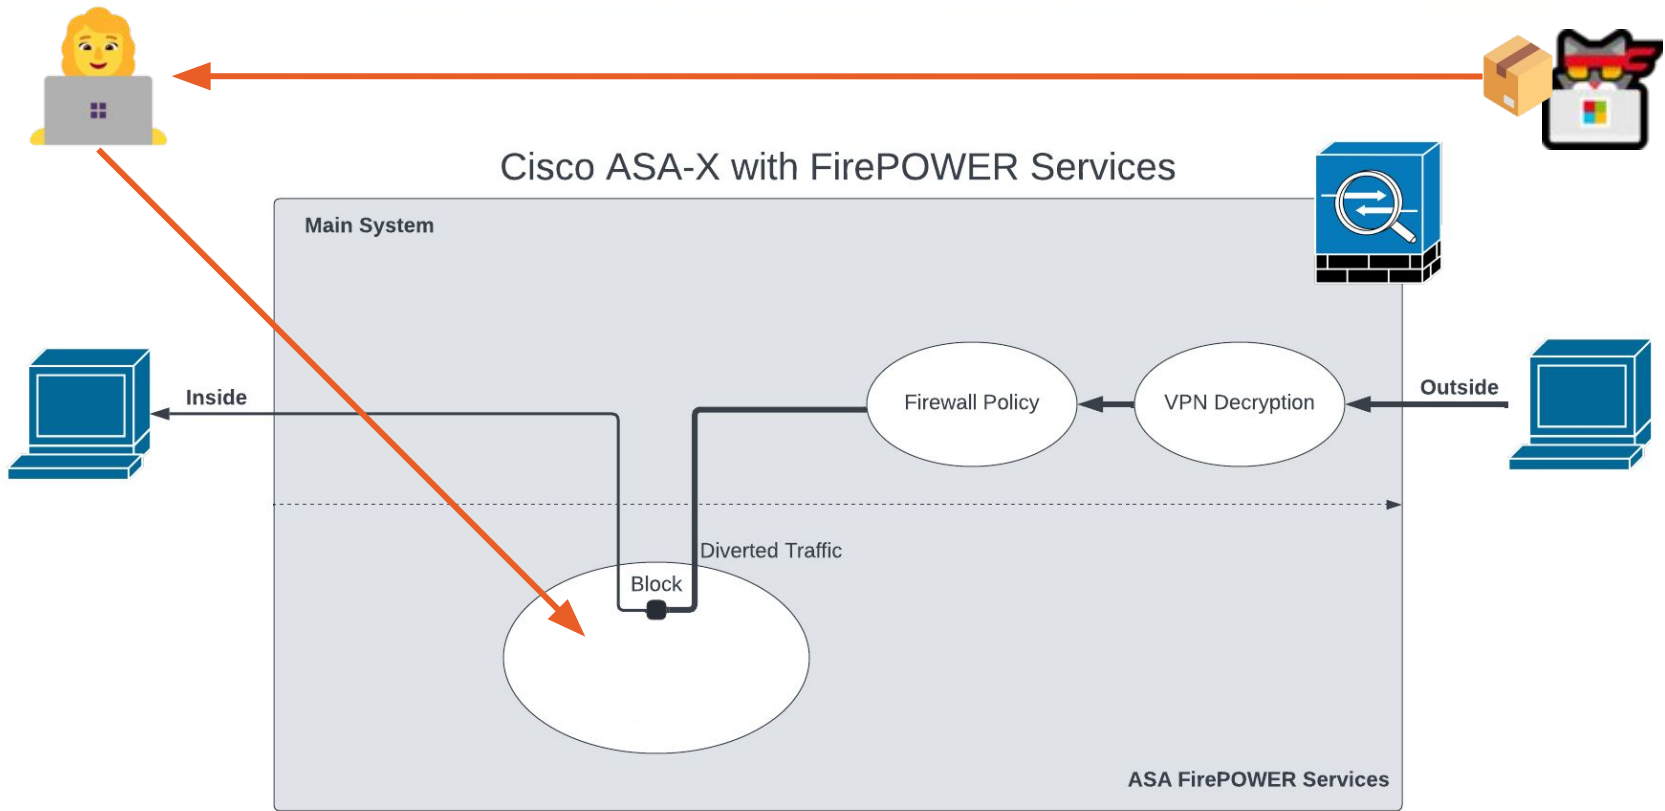 Cisco ASA-X with FirePOWER Services
Main System
Inside
Firewall Policy
VPN Decryption
Outside
Diverted Traffic
Block
ASA FirePOWER Services